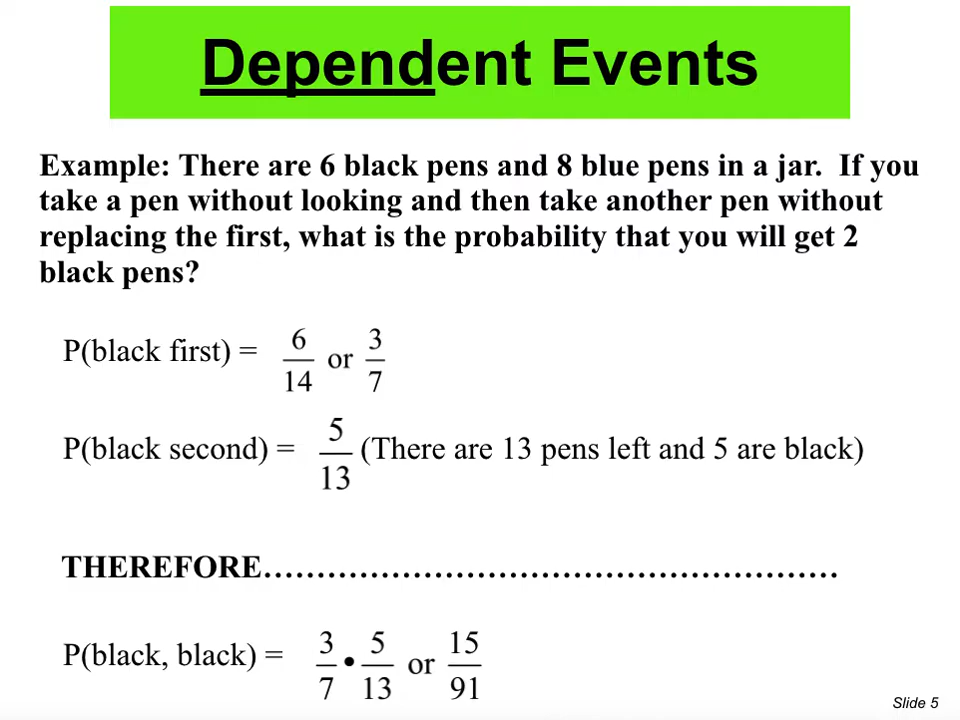 Dependent Events
Example: There are 6 black pens and 8 blue pens in a jar.  If you
take a pen without looking and then take another pen without
replacing the first, what is the probability that you will get 2
black pens?
P(black first) = 6/14 or 3/7
P(black second) = 5/13 (There are 13 pens left and 5 are black)
THEREFORE………………………………………………
P(black, black) = 3/7 • 5/13 or 15/91
Slide 5